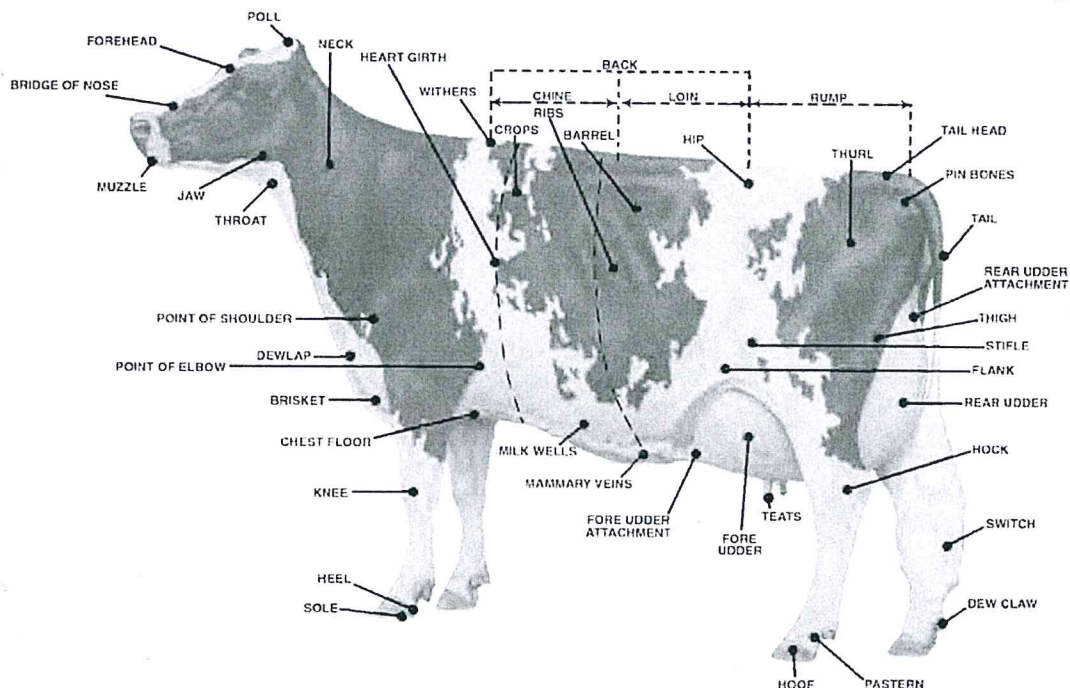 POLL
FOREHEAD
NECK
HEART GIRTH
BACK
BRIDGE OF NOSE
WITHERS
CHINE
LOIN
RUMP
RIBS
CROPS
BARREL
HIP
TAIL HEAD
THURL
PIN BONES
MUZZLE
JAW
THROAT
TAIL
REAR UDDER
ATTACHMENT
POINT OF SHOULDER
THIGH
STIFLE
DEWLAP
POINT OF ELBOW
FLANK
BRISKET
REAR UDDER
CHEST FLOOR
MILK WELLS
HOCK
MAMMARY VEINS
KNEE
TEATS
FORE UDDER
ATTACHMENT
FORE
UDDER
SWITCH
HEEL
SOLE
DEW CLAW
HOOF
PASTERN